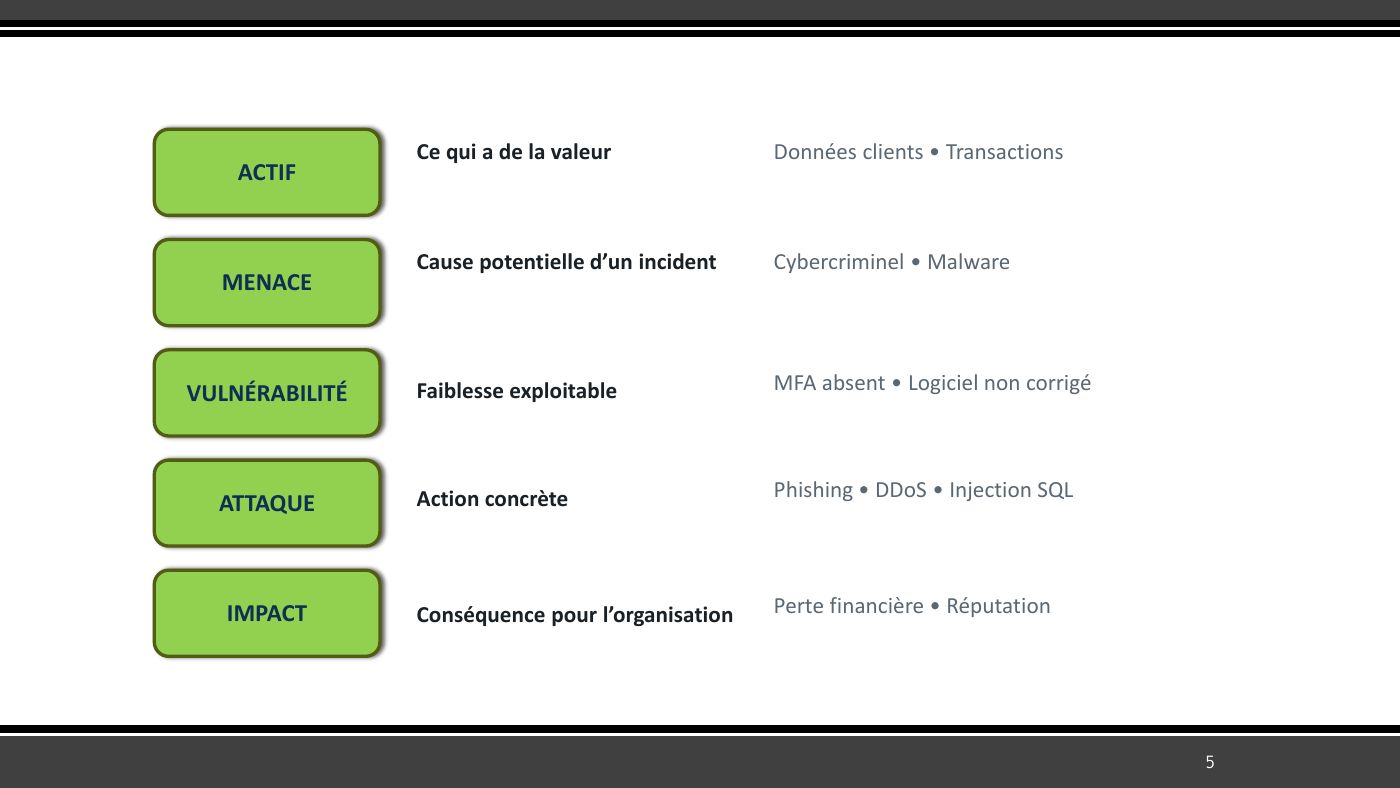 ACTIF
Ce qui a de la valeur
Données clients • Transactions
MENACE
Cause potentielle d’un incident
Cybercriminel • Malware
VULNÉRABILITÉ
Faiblesse exploitable
MFA absent • Logiciel non corrigé
ATTAQUE
Action concrète
Phishing • DDoS • Injection SQL
IMPACT
Conséquence pour l’organisation
Perte financière • Réputation
5